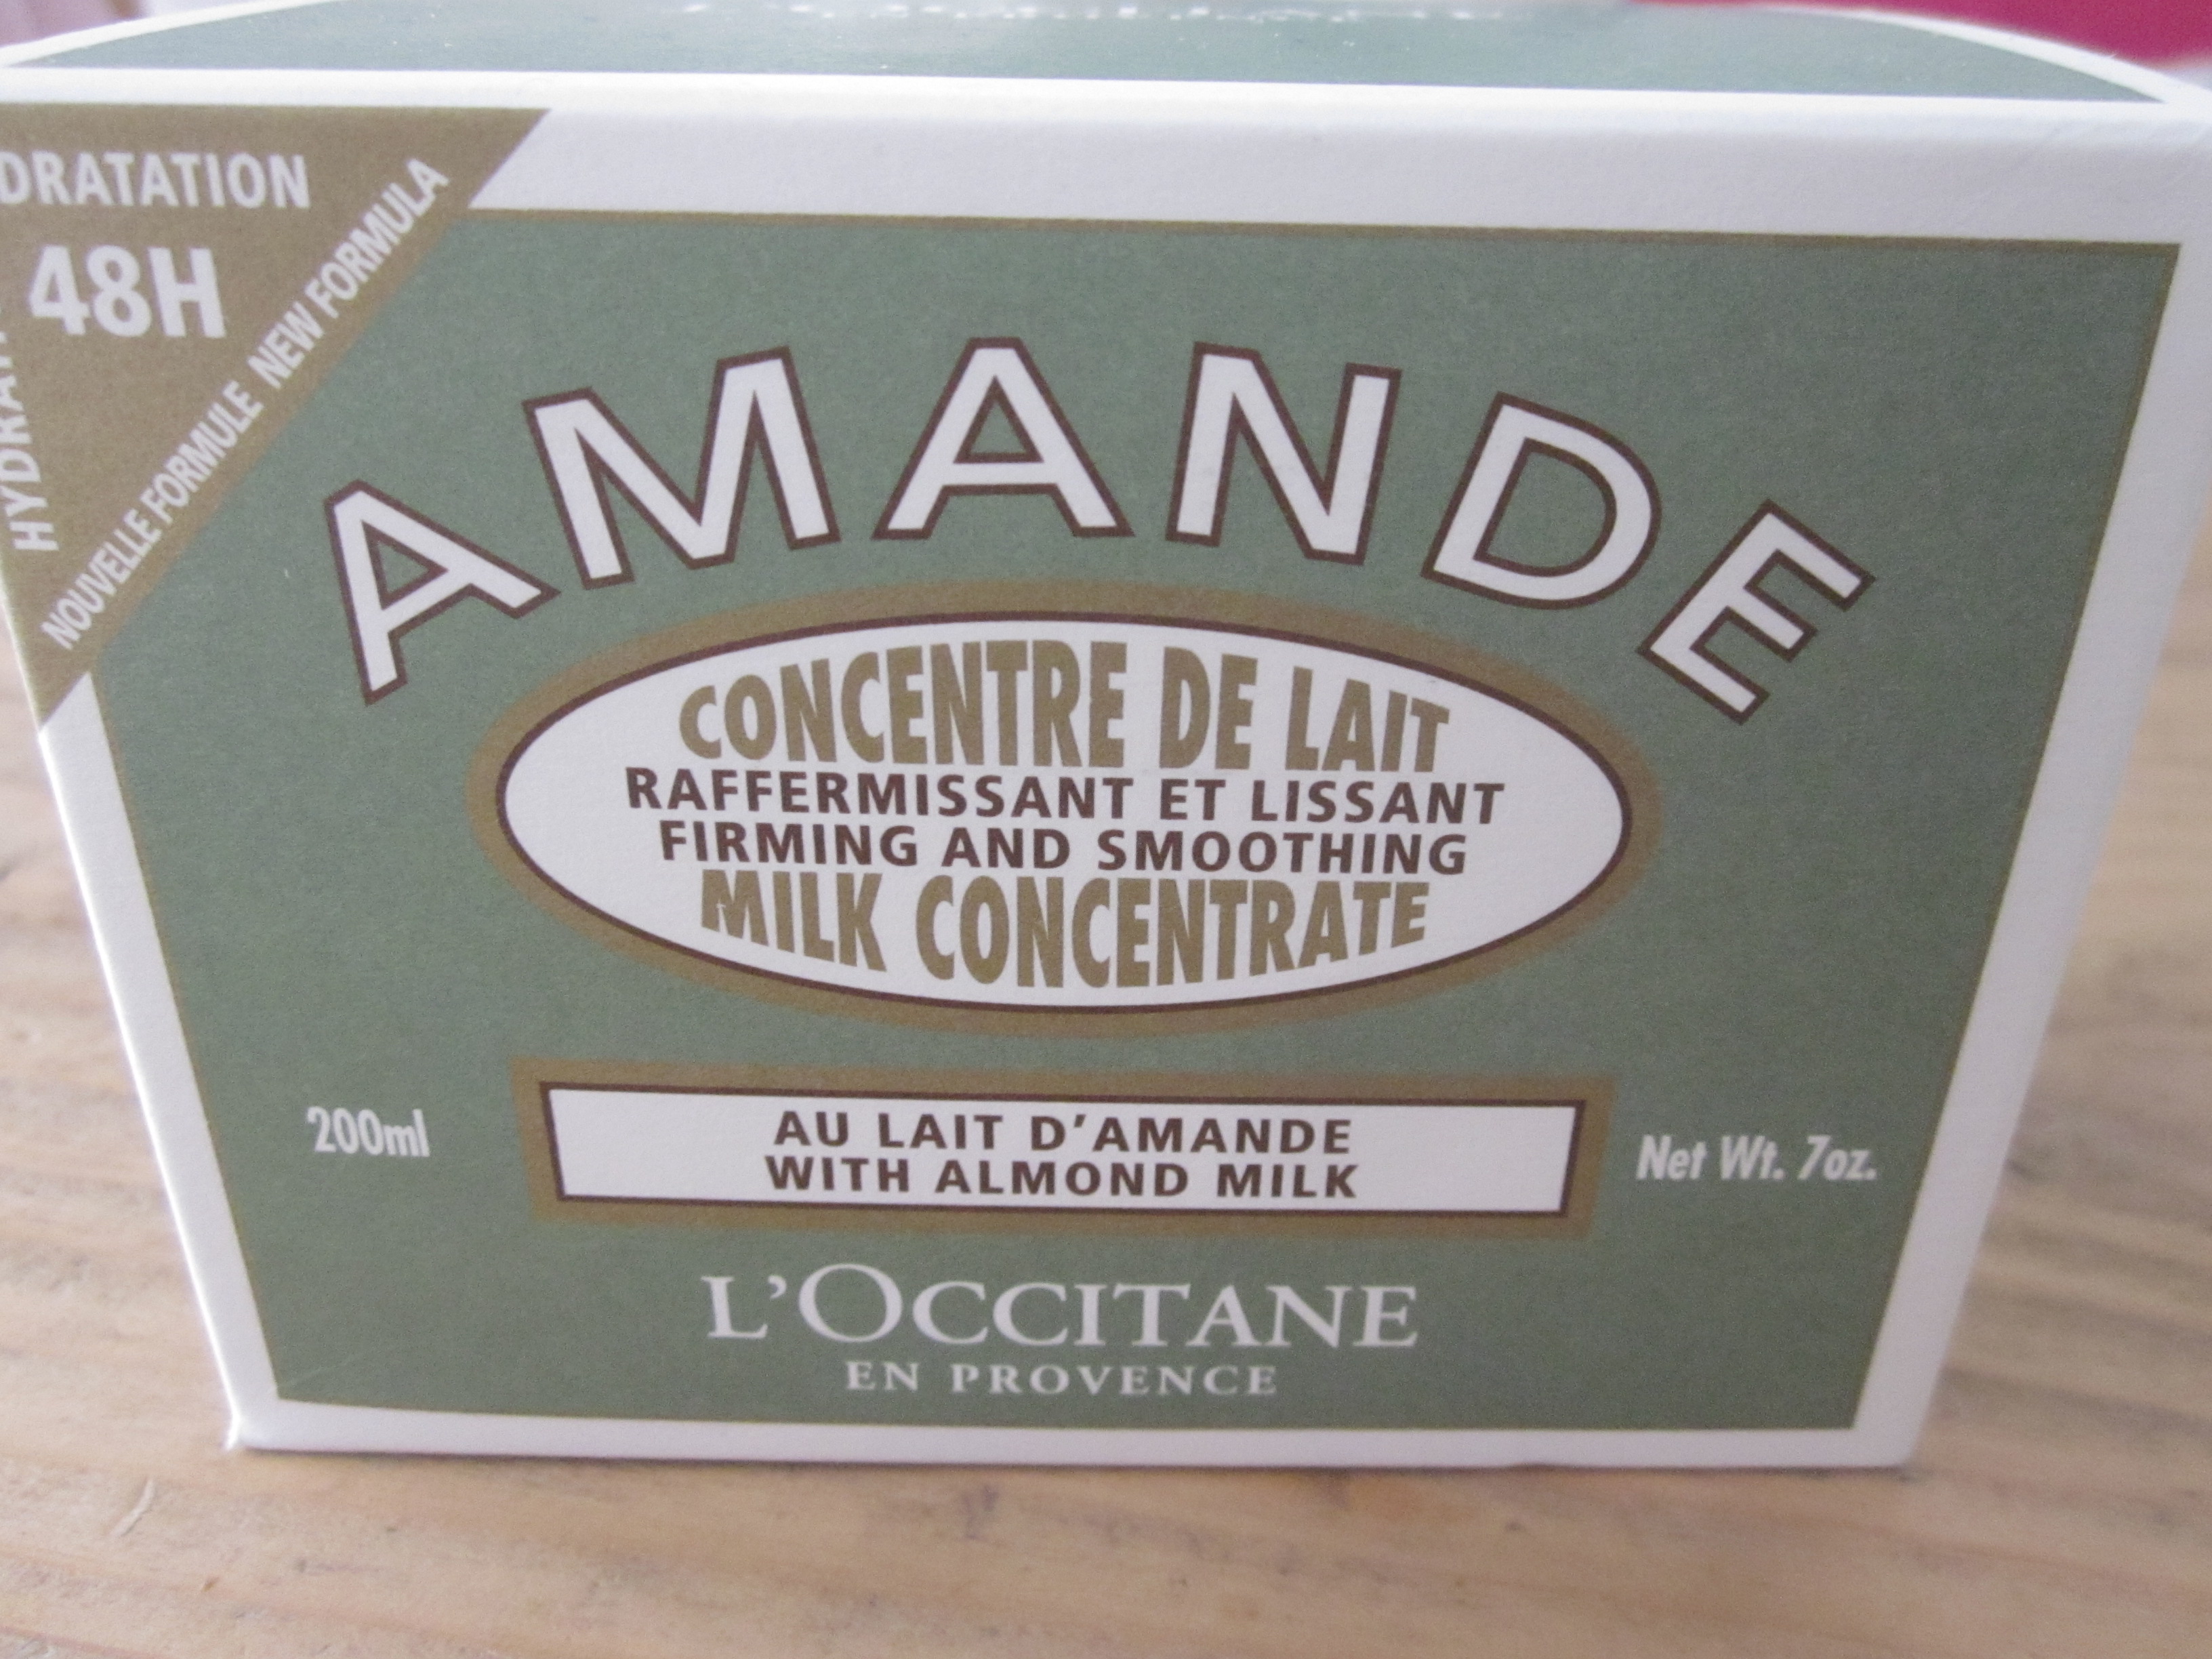 DRATATION
48H
NOUVELLE FORMULE NEW FORMULA
AMANDE
CONCENTRE DE LAIT
RAFFERMISSANT ET LISSANT
FIRMING AND SMOOTHING
MILK CONCENTRATE
200ml
AU LAIT D'AMANDE
WITH ALMOND MILK
Net Wt. 7oz.
L'OCCITANE
EN PROVENCE